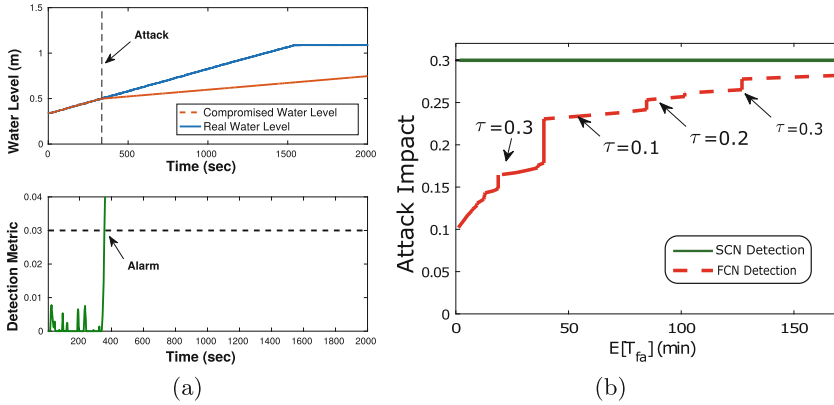 1.5
1
0.5
0
Water Level (m)
Attack
Compromised Water Level
Real Water Level
0
500
1000
1500
2000
Time (sec)
0.04
0.03
0.02
0.01
0
Detection Metric
Alarm
200
400
600
800
1000
1200
1400
1600
1800
2000
Time (sec)
(a)
0.3
0.25
0.2
0.15
0.1
0.05
0
Attack Impact
τ=0.3
τ=0.1
τ=0.2
τ=0.3
SCN Detection
FCN Detection
0
50
100
150
E[Tfa](min)
(b)